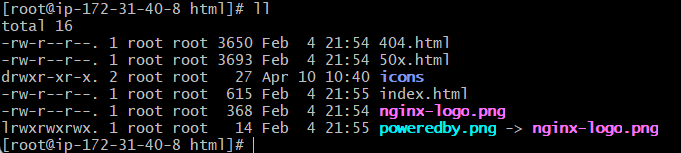 [root@ip-172-31-40-8 html]# ll
total 16
-rw-r--r--. 1 root root 3650 Feb  4 21:54 404.html
-rw-r--r--. 1 root root 3693 Feb  4 21:54 50x.html
drwxr-xr-x. 2 root root   27 Apr 10 10:40 icons
-rw-r--r--. 1 root root  615 Feb  4 21:55 index.html
-rw-r--r--. 1 root root  368 Feb  4 21:54 nginx-logo.png
lrwxrwxrwx. 1 root root   14 Feb  4 21:55 poweredby.png -> nginx-logo.png
[root@ip-172-31-40-8 html]#